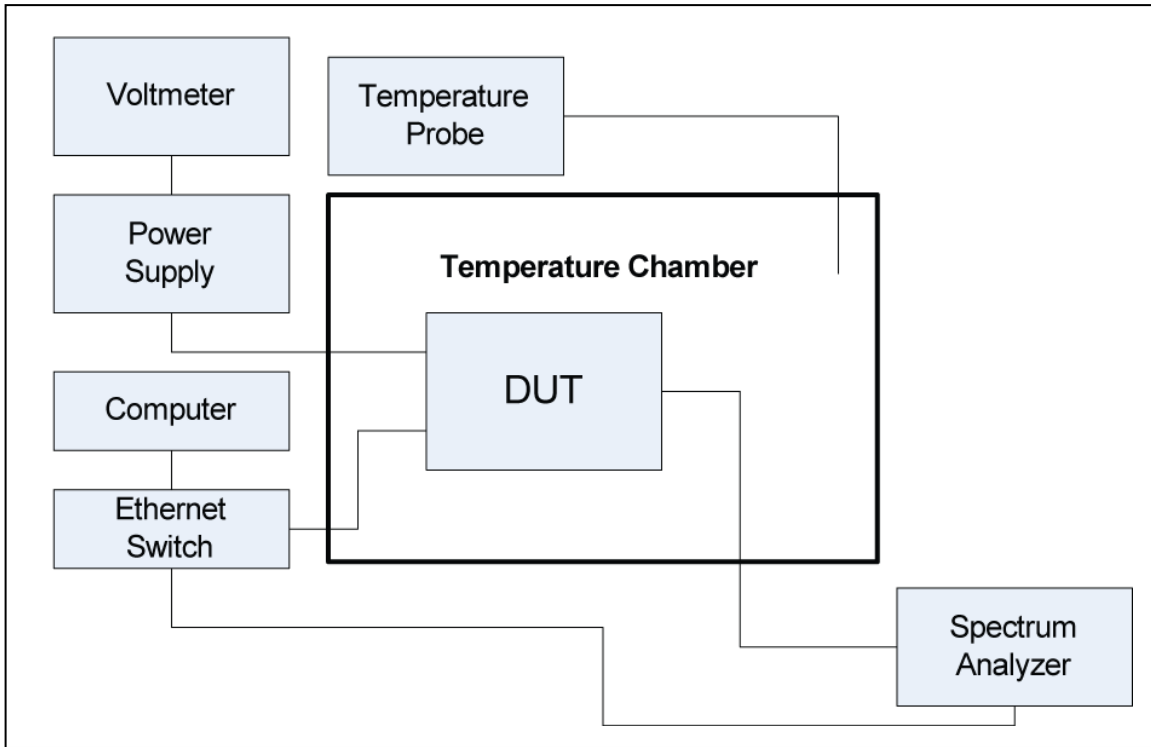 Voltmeter
Temperature
Probe
Power
Supply
Temperature Chamber
DUT
Computer
Ethernet
Switch
Spectrum
Analyzer